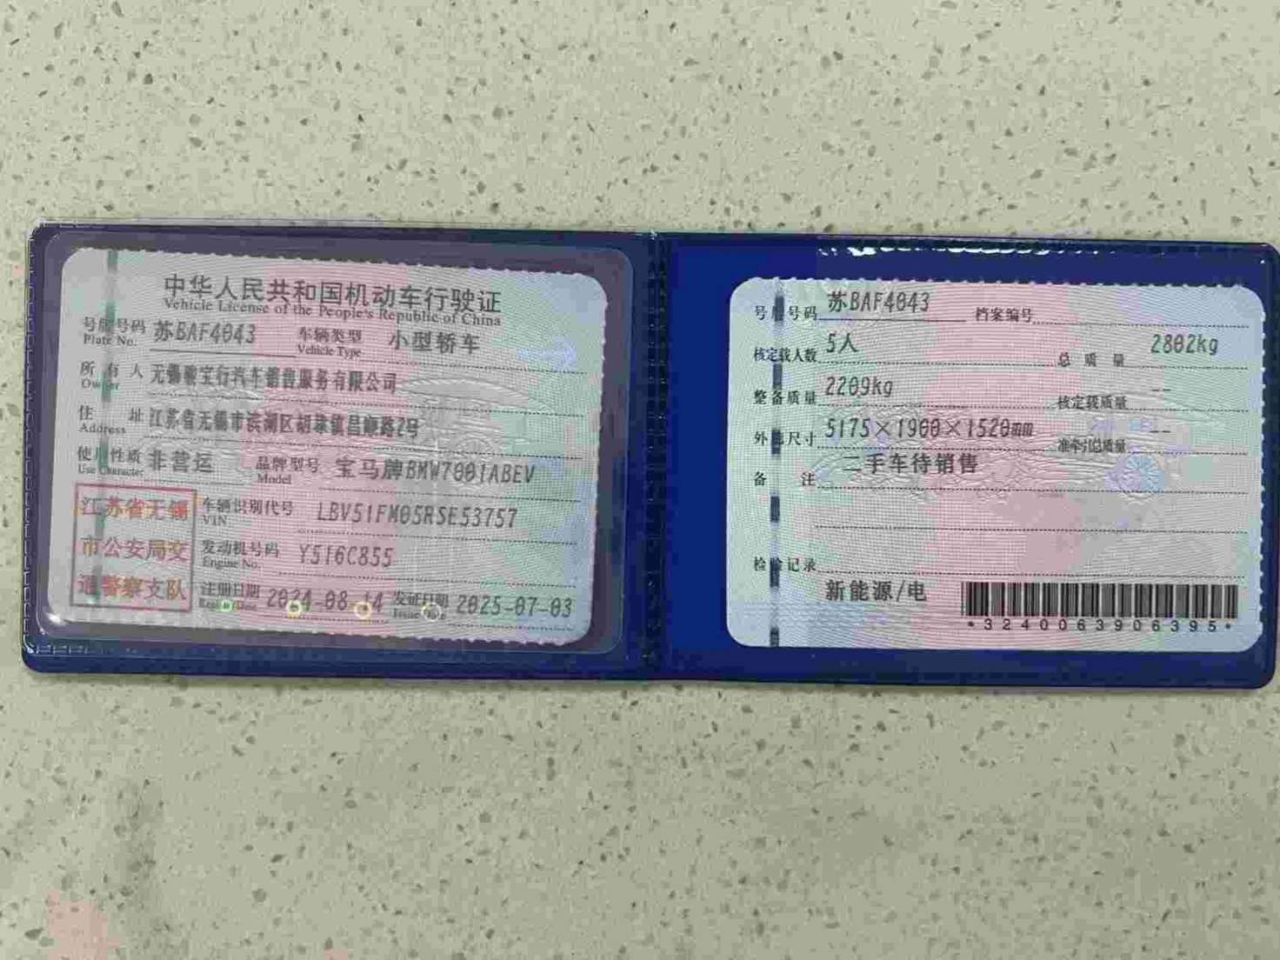 中华人民共和国机动车行驶证
Vehicle License of the People's Republic of China
号牌号码 苏BAF4043 车辆类型 小型轿车
Plate No. Vehicle Type
所有人 无锡骏宝行汽车销售服务有限公司
Owner
住址 江苏省无锡市滨湖区胡埭镇昌顺路2号
Address
使用性质 非营运 品牌型号 宝马牌BMW7001ABEV
Use Character Model
江苏省无锡
市公安局交
通警察支队
车辆识别代号 LBV51FM05RSE53757
VIN
发动机号码 Y516C855
Engine No.
注册日期 2024-08-14 发证日期 2025-07-03
Issue Date
号牌号码 苏BAF4043 档案编号
核定载人数 5人 总质量 2802kg
整备质量 2209kg 核定载质量 --
外廓尺寸 5175×1900×1520mm 准牵引总质量 --
备注 二手车待销售
检验记录
新能源/电
*3240063906395*